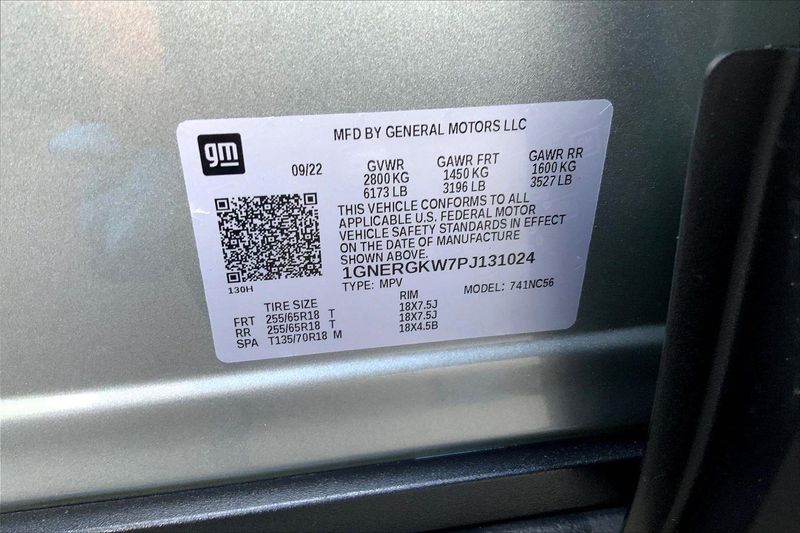 MFD BY GENERAL MOTORS LLC
gm
09/22
GVWR GAWR FRT GAWR RR
2800 KG 1450 KG 1600 KG
6173 LB 3196 LB 3527 LB
THIS VEHICLE CONFORMS TO ALL
APPLICABLE U.S. FEDERAL MOTOR
VEHICLE SAFETY STANDARDS IN EFFECT
ON THE DATE OF MANUFACTURE
SHOWN ABOVE.
130H
1GNERGKW7PJ131024
TYPE: MPV MODEL: 741NC56
TIRE SIZE RIM
FRT 255/65R18 T 18X7.5J
RR 255/65R18 T 18X7.5J
SPA T135/70R18 M 18X4.5B